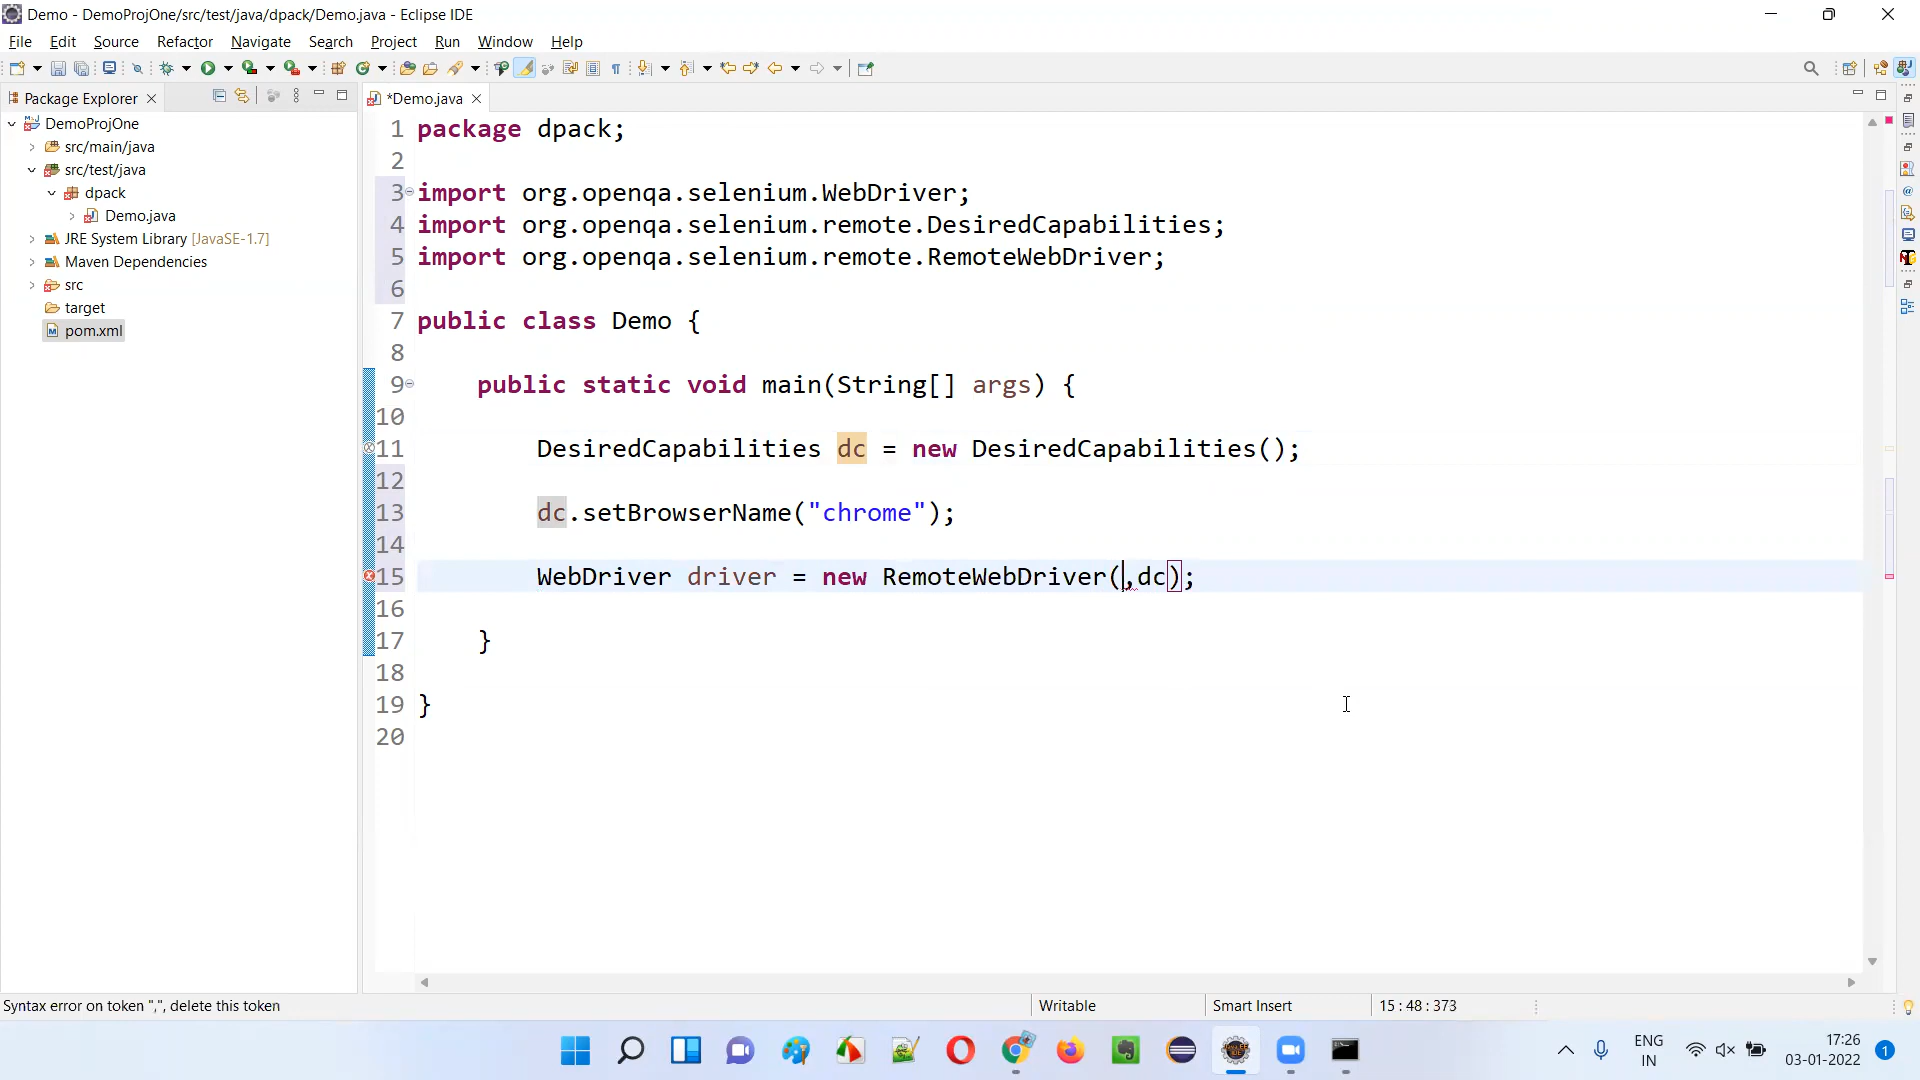 Demo - DemoProjOne/src/test/java/dpack/Demo.java - Eclipse IDE
File Edit Source Refactor Navigate Search Project Run Window Help
Package Explorer
*Demo.java
DemoProjOne
src/main/java
src/test/java
dpack
Demo.java
JRE System Library [JavaSE-1.7]
Maven Dependencies
src
target
pom.xml
1 package dpack;
2
3 import org.openqa.selenium.WebDriver;
4 import org.openqa.selenium.remote.DesiredCapabilities;
5 import org.openqa.selenium.remote.RemoteWebDriver;
6
7 public class Demo {
8
9 public static void main(String[] args) {
10
11 DesiredCapabilities dc = new DesiredCapabilities();
12
13 dc.setBrowserName("chrome");
14
15 WebDriver driver = new RemoteWebDriver(,dc);
16
17 }
18
19 }
20
Syntax error on token ",", delete this token
Writable
Smart Insert
15 : 48 : 373
ENG
IN
17:26
03-01-2022
1